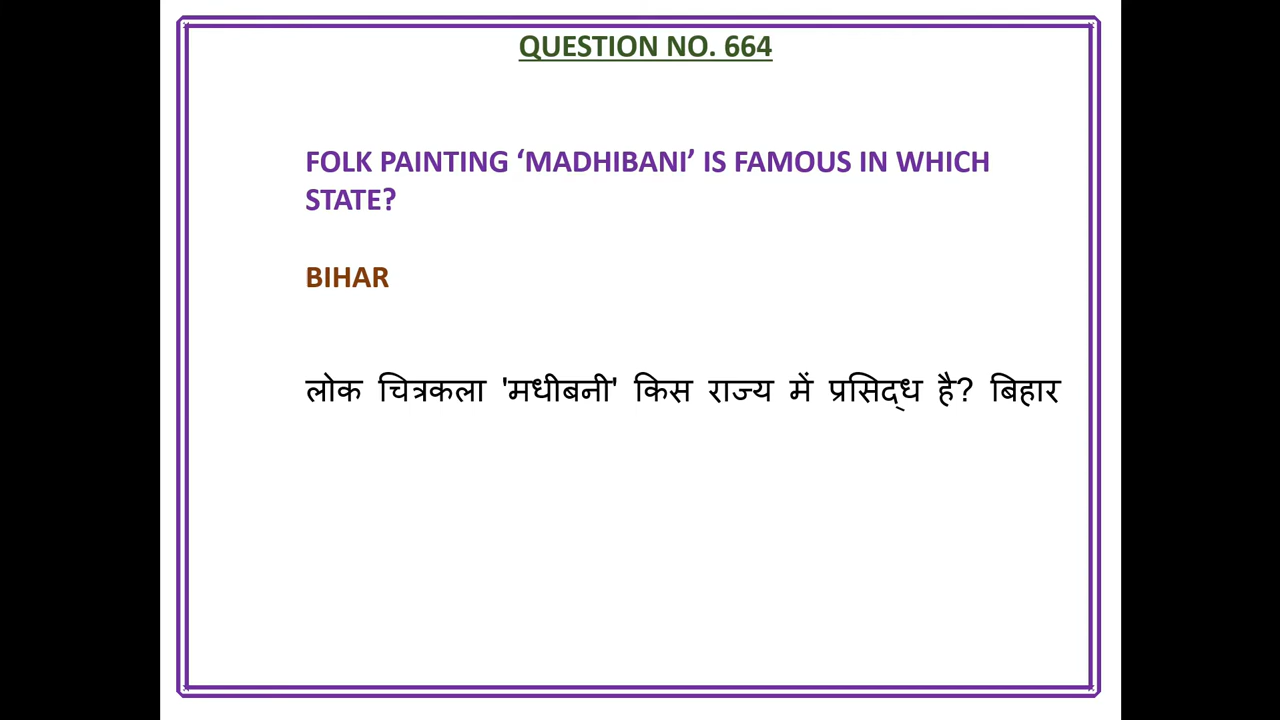 QUESTION NO. 664
FOLK PAINTING ‘MADHIBANI’ IS FAMOUS IN WHICH
STATE?
BIHAR
लोक चित्रकला 'मधीबनी' किस राज्य में प्रसिद्ध है? बिहार